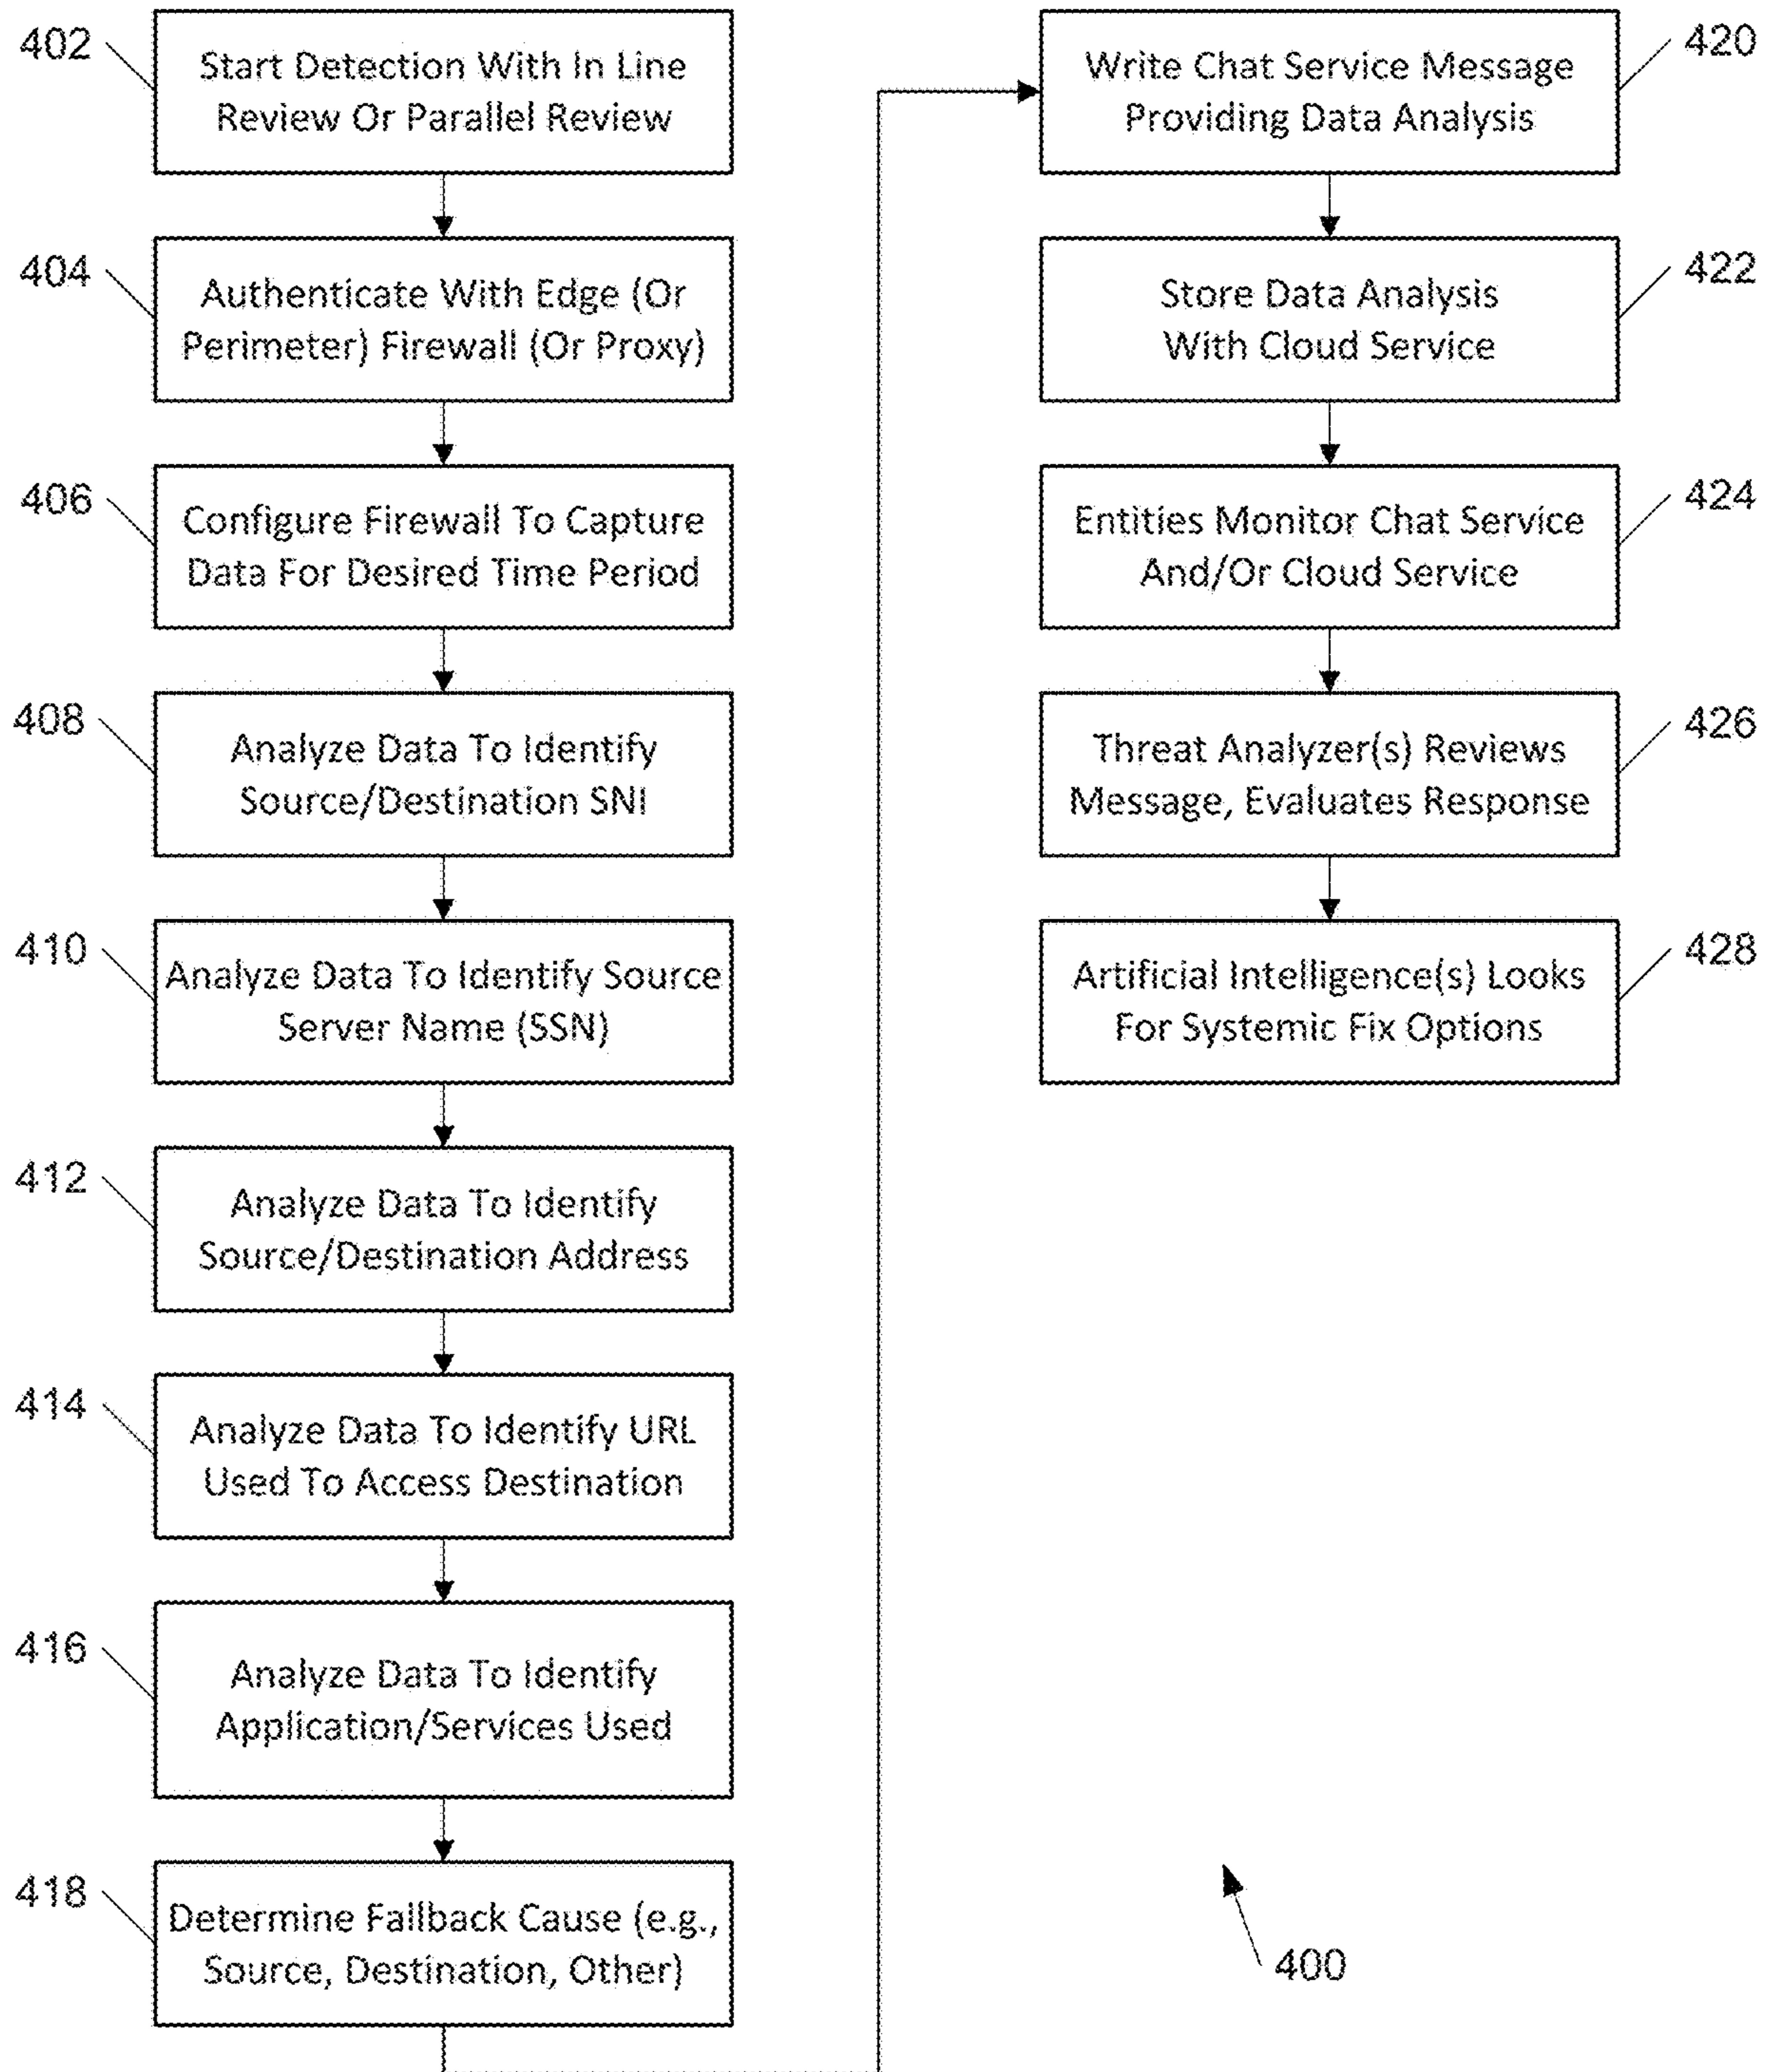 402
Start Detection With In Line
Review Or Parallel Review
404
Authenticate With Edge (Or
Perimeter) Firewall (Or Proxy)
406
Configure Firewall To Capture
Data For Desired Time Period
408
Analyze Data To Identify
Source/Destination SNI
410
Analyze Data To Identify Source
Server Name (SSN)
412
Analyze Data To Identify
Source/Destination Address
414
Analyze Data To Identify URL
Used To Access Destination
416
Analyze Data To Identify
Application/Services Used
418
Determine Fallback Cause (e.g.,
Source, Destination, Other)
420
Write Chat Service Message
Providing Data Analysis
422
Store Data Analysis
With Cloud Service
424
Entities Monitor Chat Service
And/Or Cloud Service
426
Threat Analyzer(s) Reviews
Message, Evaluates Response
428
Artificial Intelligence(s) Looks
For Systemic Fix Options
400